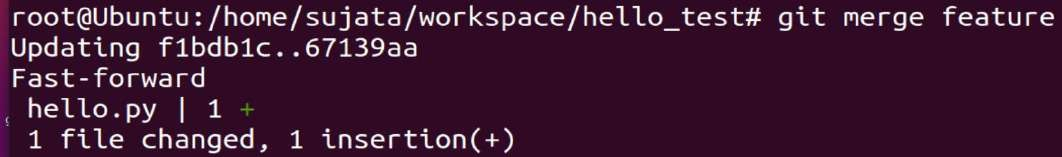 root@Ubuntu:/home/sujata/workspace/hello_test# git merge feature
Updating f1bdb1c..67139aa
Fast-forward
 hello.py | 1 +
 1 file changed, 1 insertion(+)